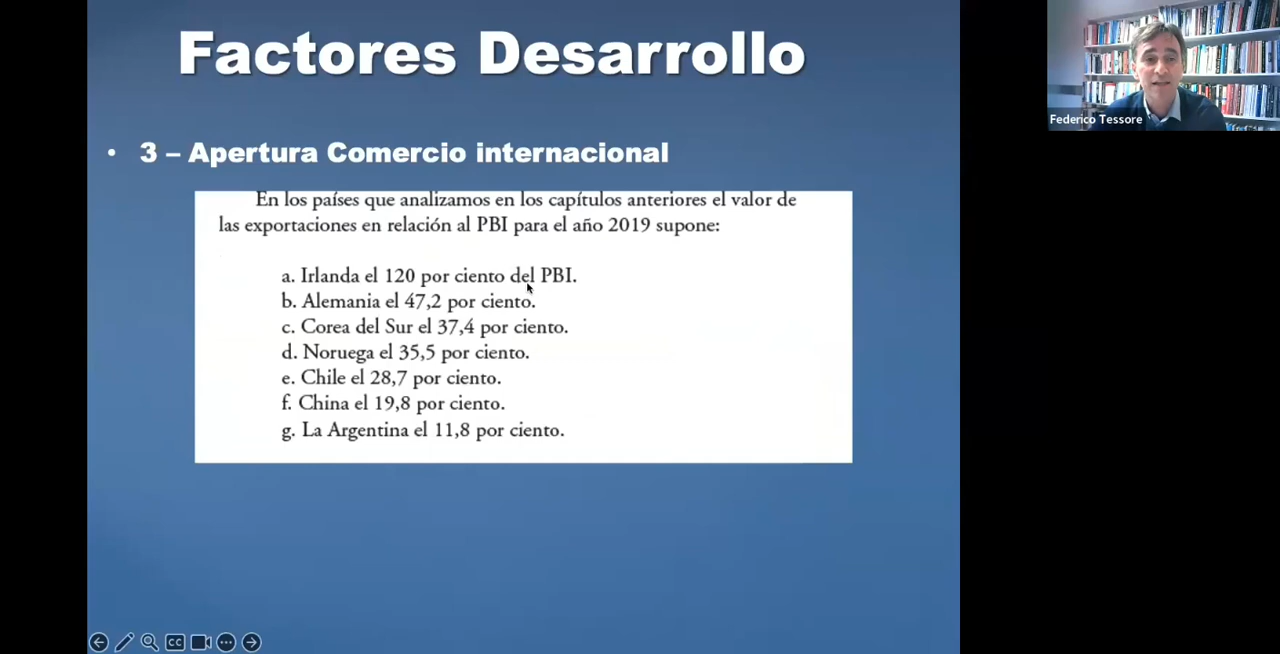 Factores Desarrollo
Federico Tessore
• 3 – Apertura Comercio internacional
En los países que analizamos en los capítulos anteriores el valor de
las exportaciones en relación al PBI para el año 2019 supone:
a. Irlanda el 120 por ciento del PBI.
b. Alemania el 47,2 por ciento.
c. Corea del Sur el 37,4 por ciento.
d. Noruega el 35,5 por ciento.
e. Chile el 28,7 por ciento.
f. China el 19,8 por ciento.
g. La Argentina el 11,8 por ciento.
CC